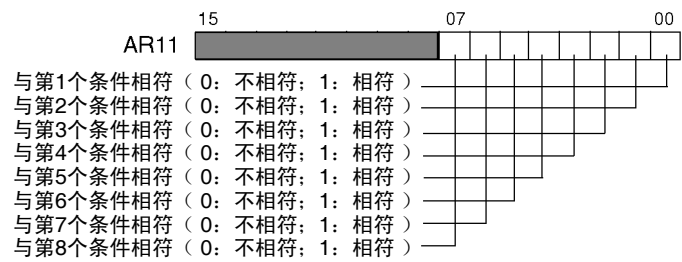 15 07 00
AR11
与第1个条件相符（0：不相符；1：相符）
与第2个条件相符（0：不相符；1：相符）
与第3个条件相符（0：不相符；1：相符）
与第4个条件相符（0：不相符；1：相符）
与第5个条件相符（0：不相符；1：相符）
与第6个条件相符（0：不相符；1：相符）
与第7个条件相符（0：不相符；1：相符）
与第8个条件相符（0：不相符；1：相符）